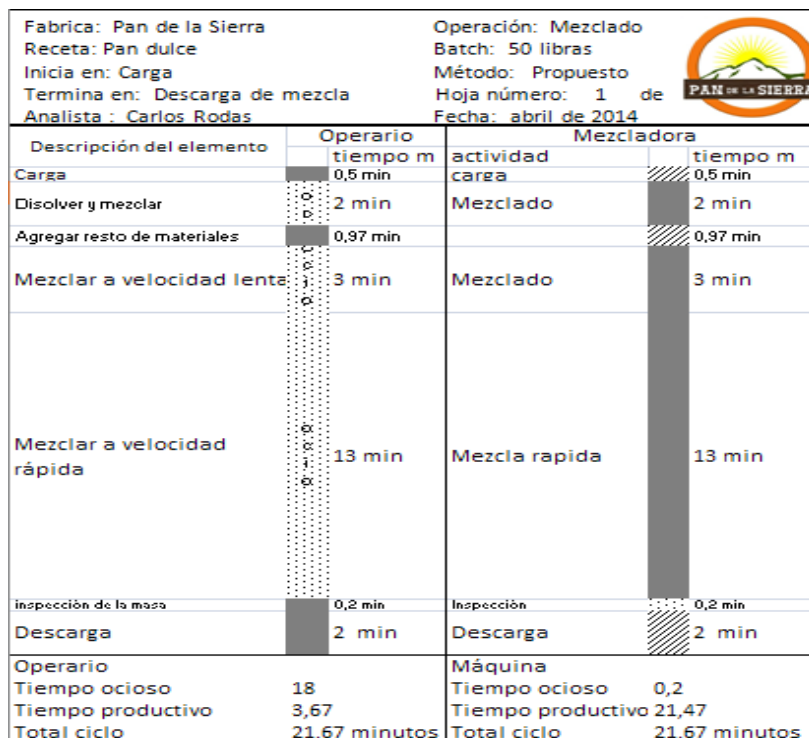 Fabrica: Pan de la Sierra Operación: Mezclado
Receta: Pan dulce Batch: 50 libras
Inicia en: Carga Método: Propuesto
Termina en: Descarga de mezcla Hoja número: 1 de
Analista : Carlos Rodas Fecha: abril de 2014
PAN DE LA SIERRA
Descripción del elemento Operario Mezcladora
tiempo m actividad tiempo m
Carga 0,5 min carga 0,5 min
Disolver y mezclar 2 min Mezclado 2 min
Agregar resto de materiales 0,97 min 0,97 min
Mezclar a velocidad lenta ocio 3 min Mezclado 3 min
Mezclar a velocidad
rápida ocio 13 min Mezcla rapida 13 min
inspección de la masa 0,2 min Inspección 0,2 min
Descarga 2 min Descarga 2 min
Operario Máquina
Tiempo ocioso 18 Tiempo ocioso 0,2
Tiempo productivo 3,67 Tiempo productivo 21,47
Total ciclo 21,67 minutos Total ciclo 21,67 minutos